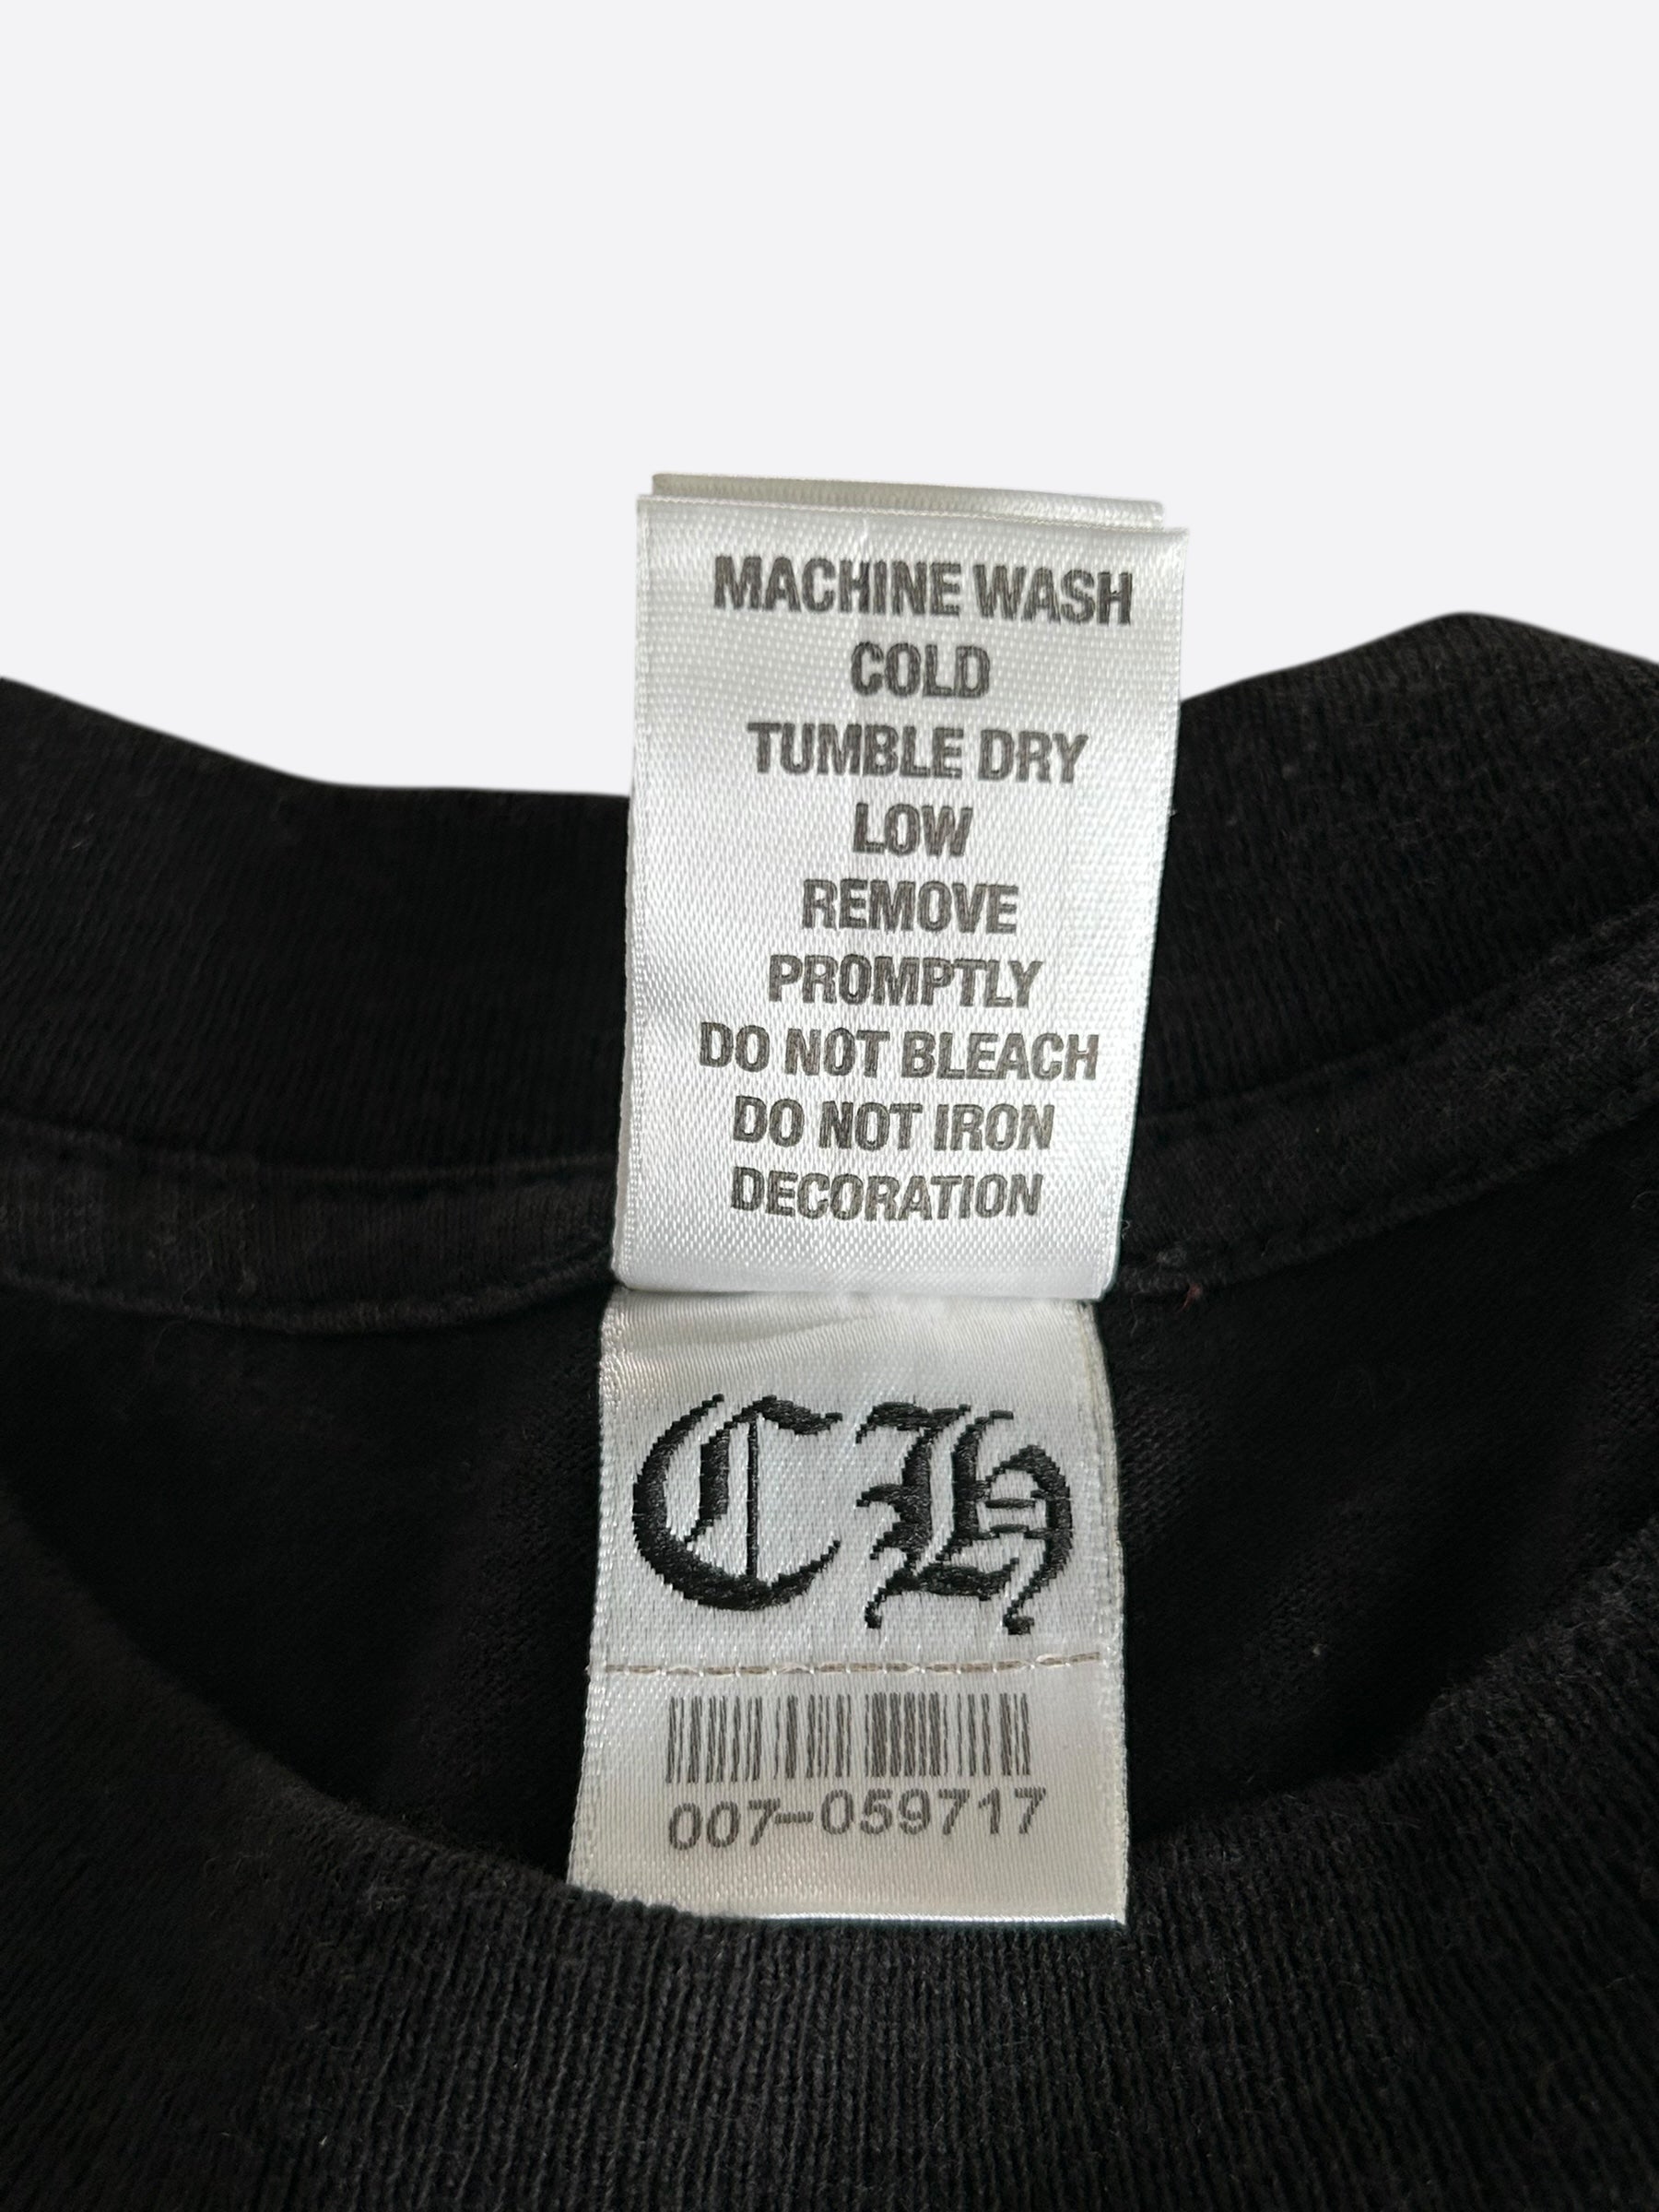 MACHINE WASH
COLD
TUMBLE DRY
LOW
REMOVE
PROMPTLY
DO NOT BLEACH
DO NOT IRON
DECORATION
CH
007-059717